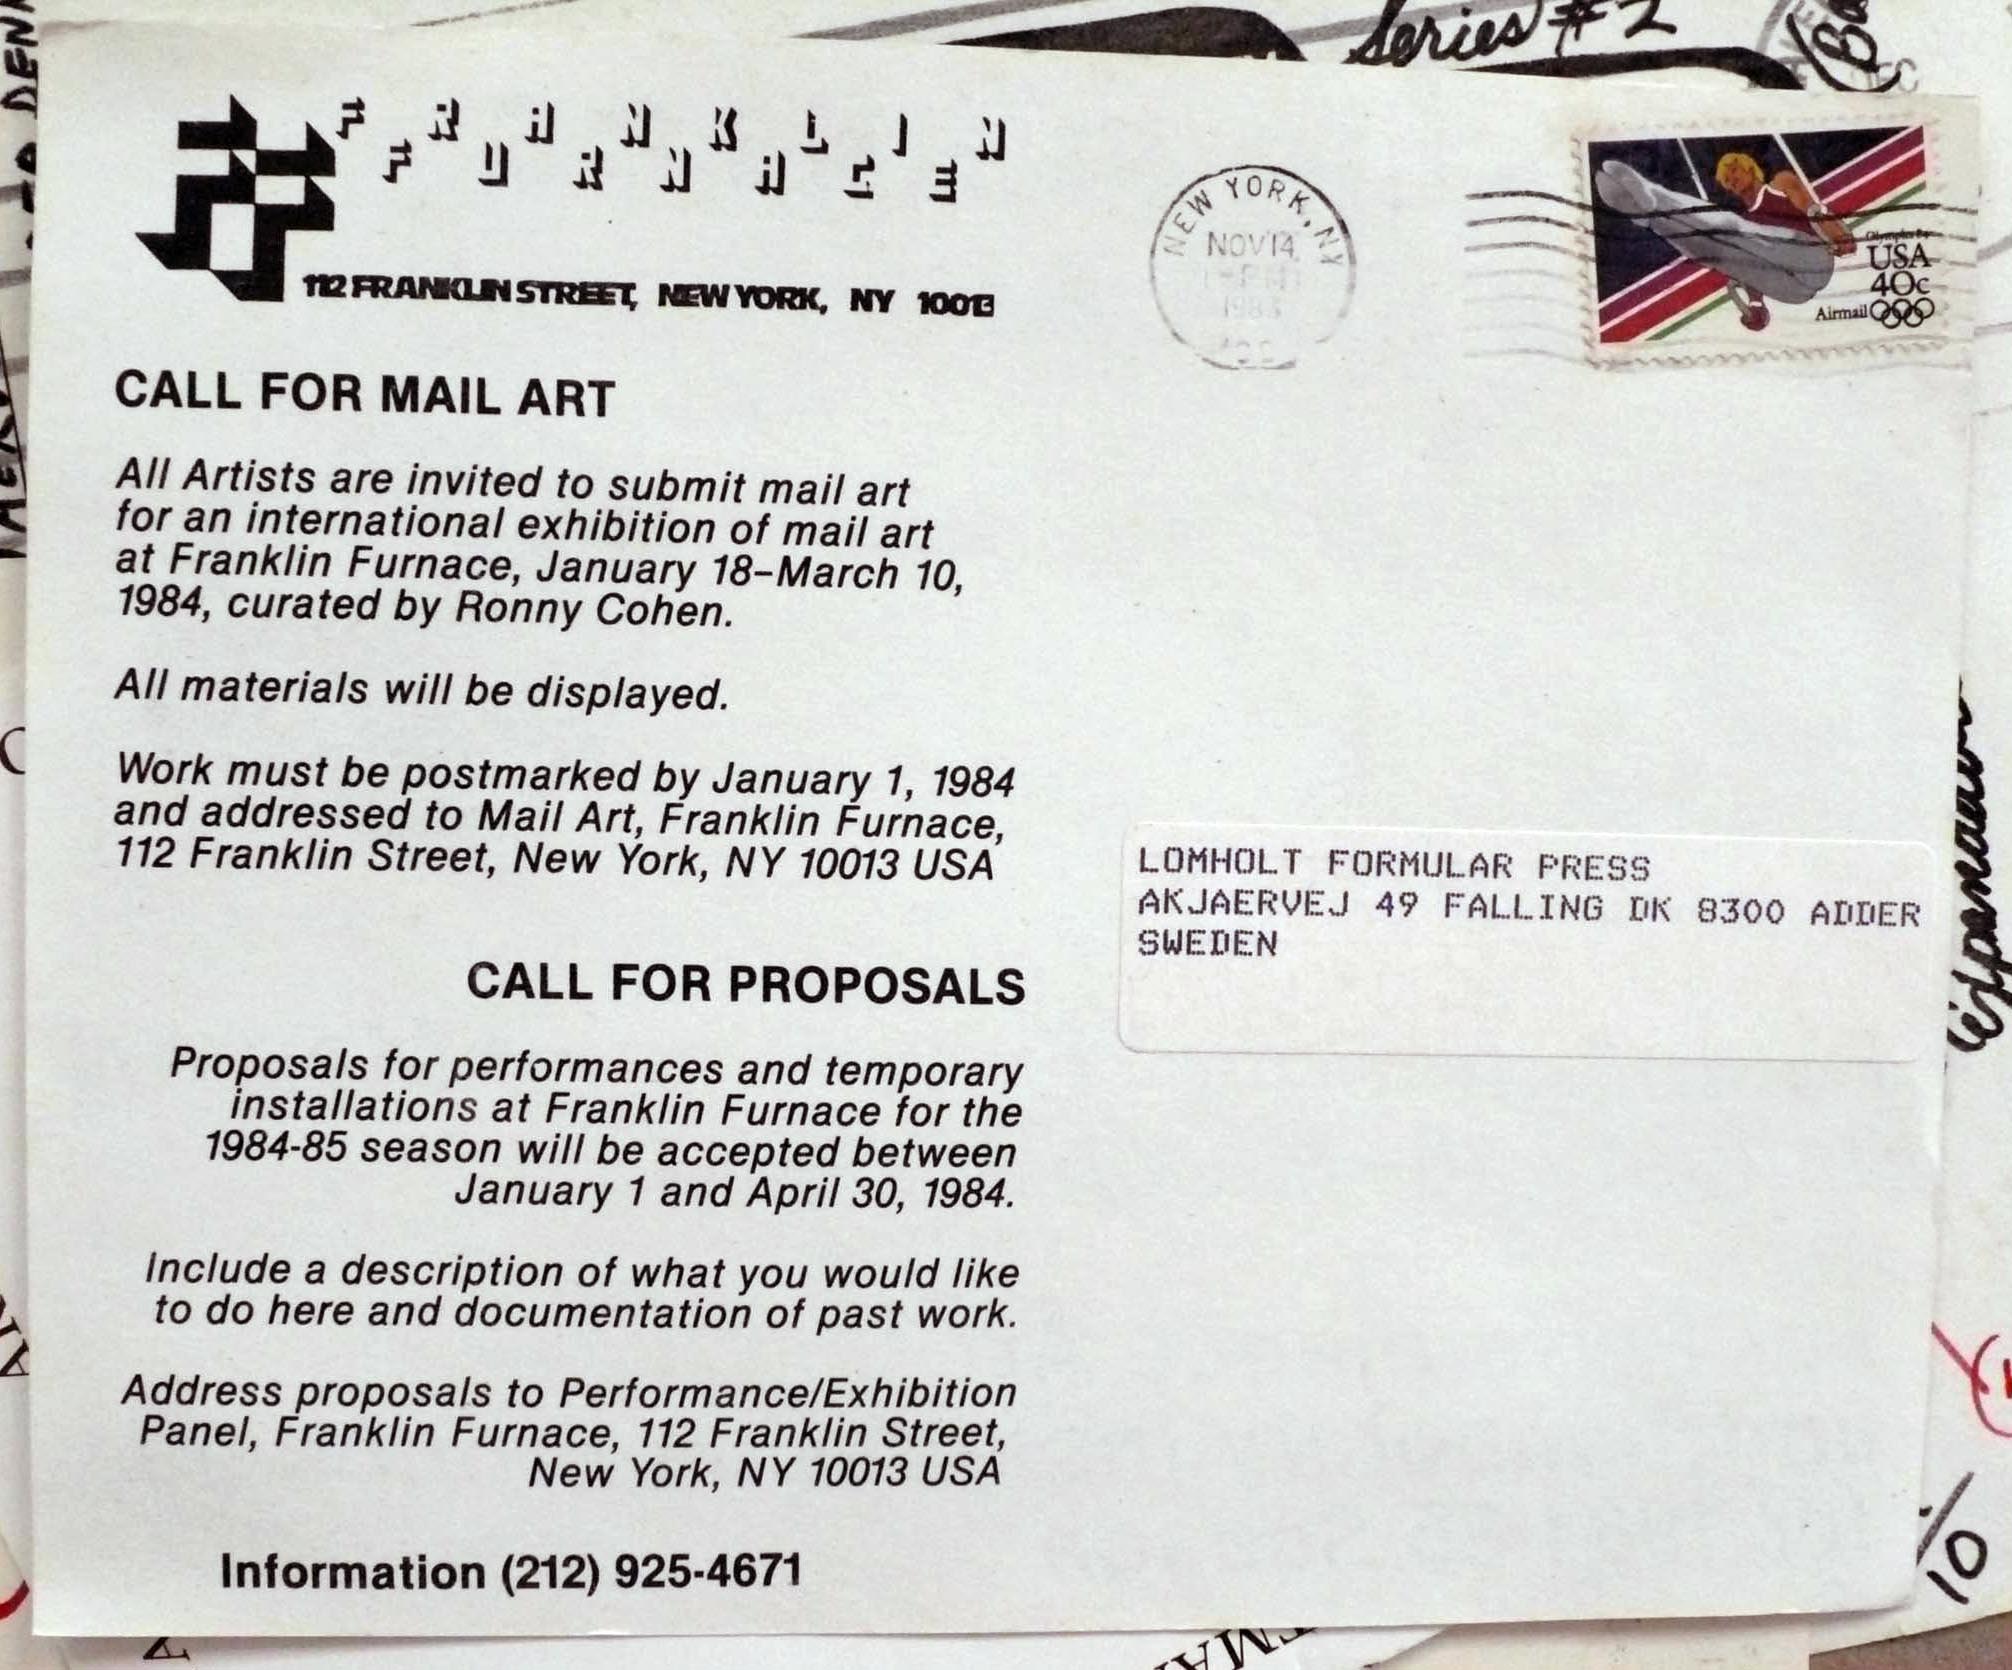 FRANKLIN
FURNACE
112 FRANKLIN STREET, NEW YORK, NY 10013
CALL FOR MAIL ART
All Artists are invited to submit mail art
for an international exhibition of mail art
at Franklin Furnace, January 18–March 10,
1984, curated by Ronny Cohen.
All materials will be displayed.
Work must be postmarked by January 1, 1984
and addressed to Mail Art, Franklin Furnace,
112 Franklin Street, New York, NY 10013 USA
CALL FOR PROPOSALS
Proposals for performances and temporary
installations at Franklin Furnace for the
1984-85 season will be accepted between
January 1 and April 30, 1984.
Include a description of what you would like
to do here and documentation of past work.
Address proposals to Performance/Exhibition
Panel, Franklin Furnace, 112 Franklin Street,
New York, NY 10013 USA
Information (212) 925-4671
Series #2
NEW YORK, NY
NOV 14
1983
Olympics 84
USA
40c
Airmail
LOMHOLT FORMULAR PRESS
AKJAERVEJ 49 FALLING DK 8300 ADDER
SWEDEN
10